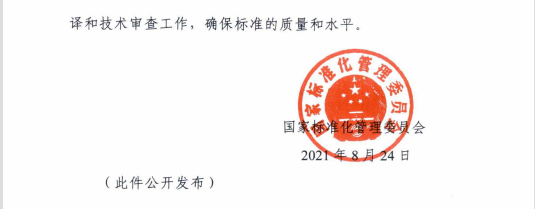 译和技术审查工作，确保标准的质量和水平。
国家标准化管理委员会
国家标准化管理委员会
2021 年 8 月 24 日
（此件公开发布）